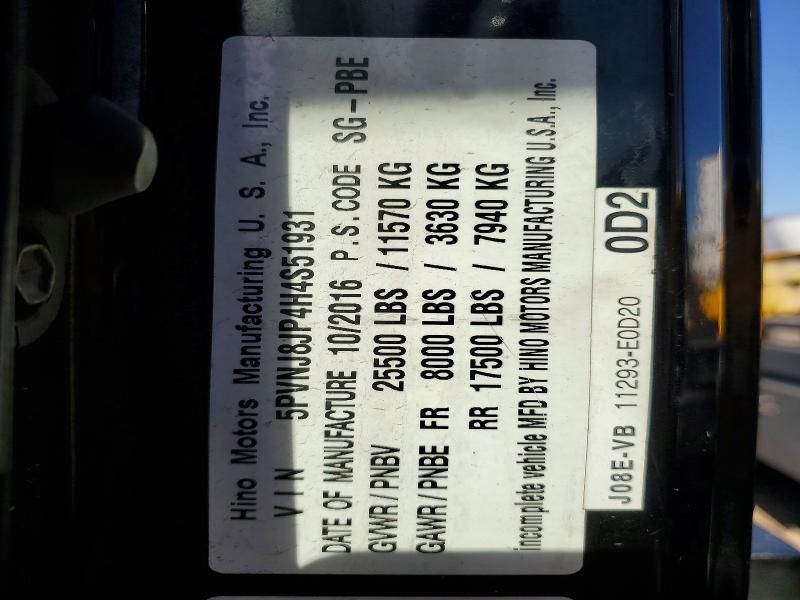 Hino Motors Manufacturing U. S. A., Inc.
VIN 5PVNJ8JP4H4S51931
DATE OF MANUFACTURE 10/2016 P.S.CODE SG-PBE
GVWR/PNBV 25500 LBS /11570 KG
GAWR/PNBE FR 8000 LBS / 3630 KG
RR 17500 LBS / 7940 KG
incomplete vehicle MFD BY HINO MOTORS MANUFACTURING U.S.A., Inc.
J08E-VB 11293-E0D20 0D2